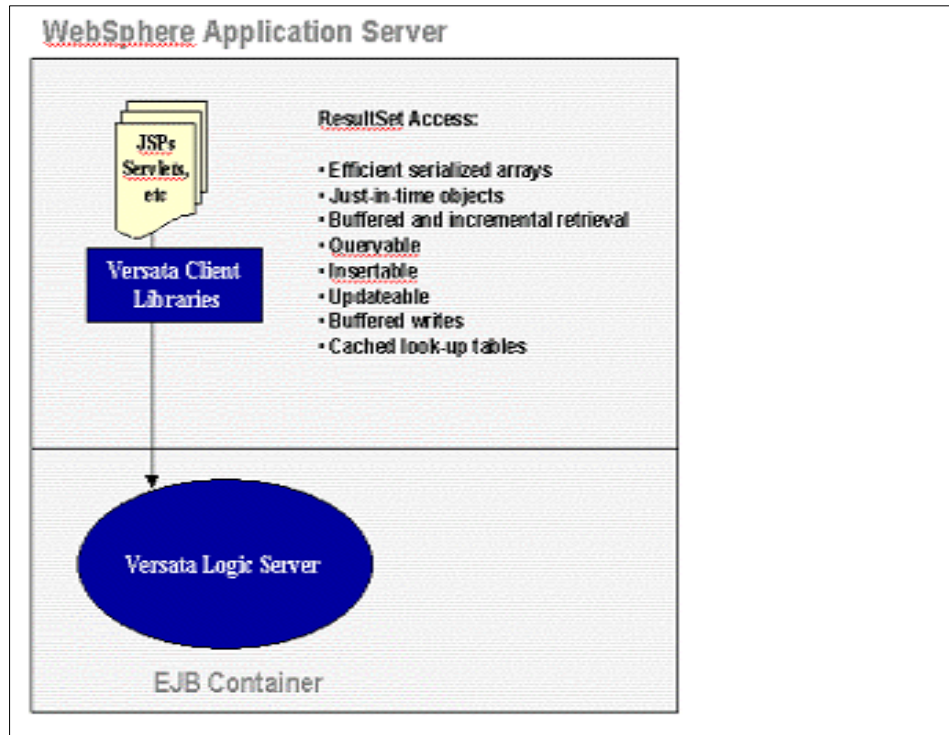 WebSphere Application Server
JSPs
Servlets,
etc
Versata Client
Libraries
ResultSet Access:
• Efficient serialized arrays
• Just-in-time objects
• Buffered and incremental retrieval
• Queryable
• Insertable
• Updateable
• Buffered writes
• Cached look-up tables
Versata Logic Server
EJB Container